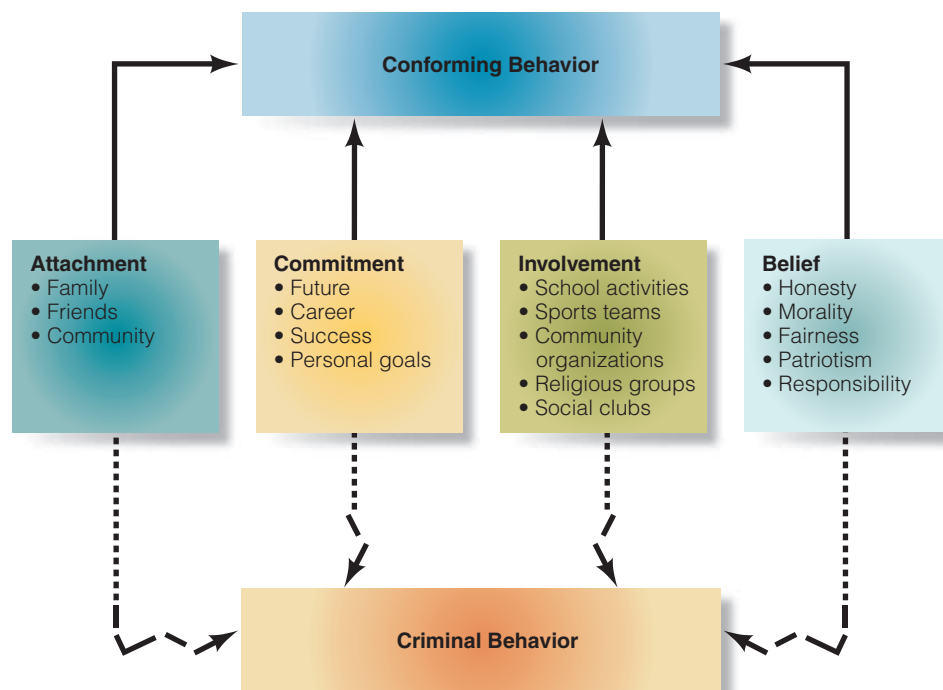 Conforming Behavior
Attachment
• Family
• Friends
• Community
Commitment
• Future
• Career
• Success
• Personal goals
Involvement
• School activities
• Sports teams
• Community
organizations
• Religious groups
• Social clubs
Belief
• Honesty
• Morality
• Fairness
• Patriotism
• Responsibility
Criminal Behavior